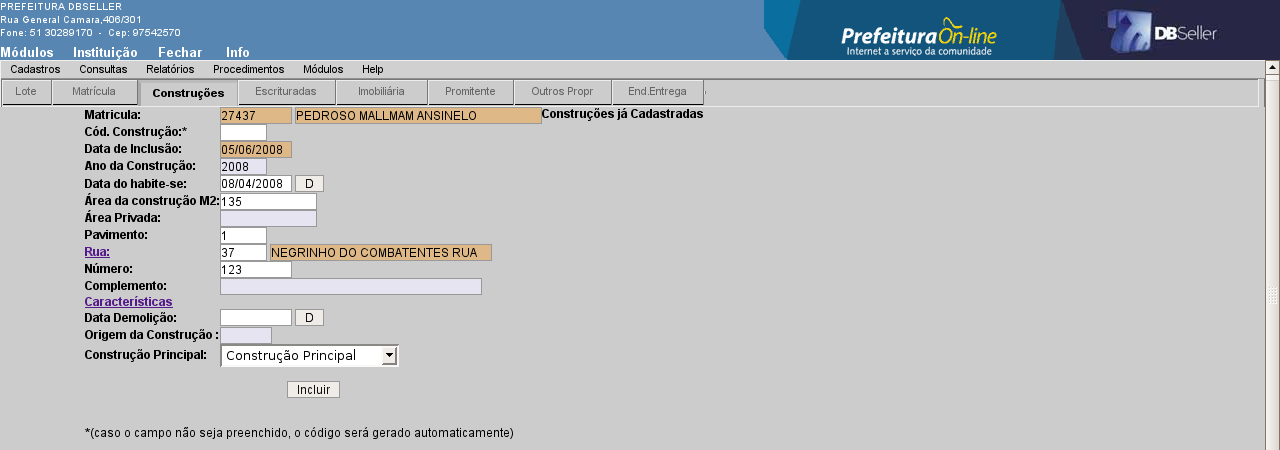 PREFEITURA DBSELLER
Rua General Camara,406/301
Fone: 51 30289170 - Cep: 97542570
Prefeitura On-line
Internet a serviço da comunidade
DBSeller
Módulos Instituição Fechar Info
Cadastros Consultas Relatórios Procedimentos Módulos Help
Lote Matrícula Construções Escrituradas Imobiliária Promitente Outros Propr End.Entrega
Matricula: 27437 PEDROSO MALLMAM ANSINELO Construções já Cadastradas
Cód. Construção:*
Data de Inclusão: 05/06/2008
Ano da Construção: 2008
Data do habite-se: 08/04/2008 D
Área da construção M2: 135
Área Privada:
Pavimento: 1
Rua: 37 NEGRINHO DO COMBATENTES RUA
Número: 123
Complemento:
Características
Data Demolição: D
Origem da Construção :
Construção Principal: Construção Principal
Incluir
*(caso o campo não seja preenchido, o código será gerado automaticamente)